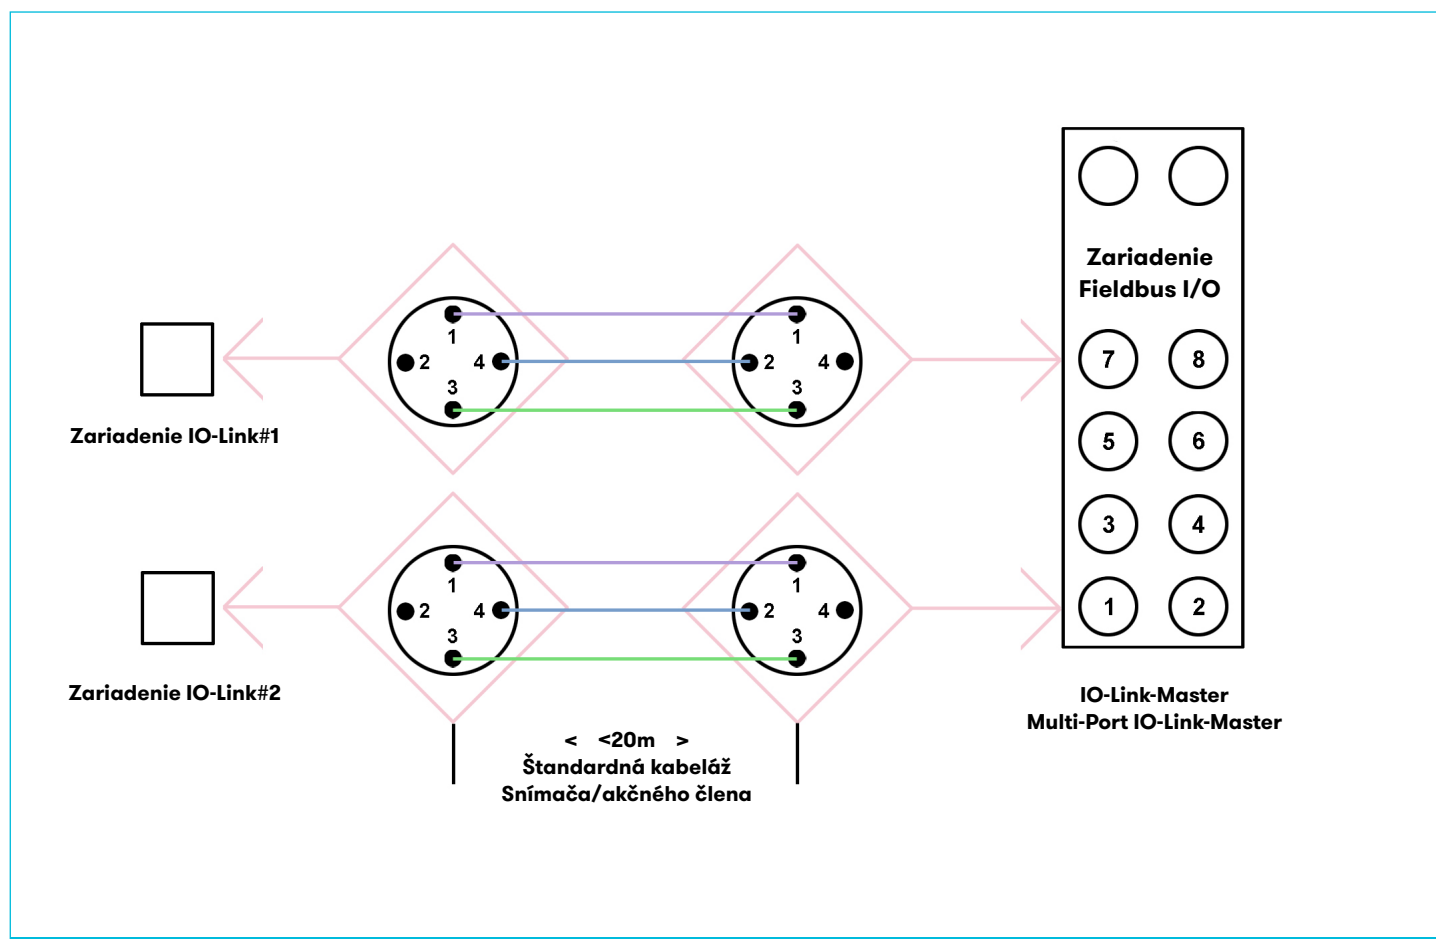 Zariadenie
Fieldbus I/O
7 8
5 6
3 4
1 2
IO-Link-Master
Multi-Port IO-Link-Master
Zariadenie IO-Link#1
1
2 4
3
1
2 4
3
Zariadenie IO-Link#2
1
2 4
3
1
2 4
3
< <20m >
Štandardná kabeláž
Snímača/akčného člena